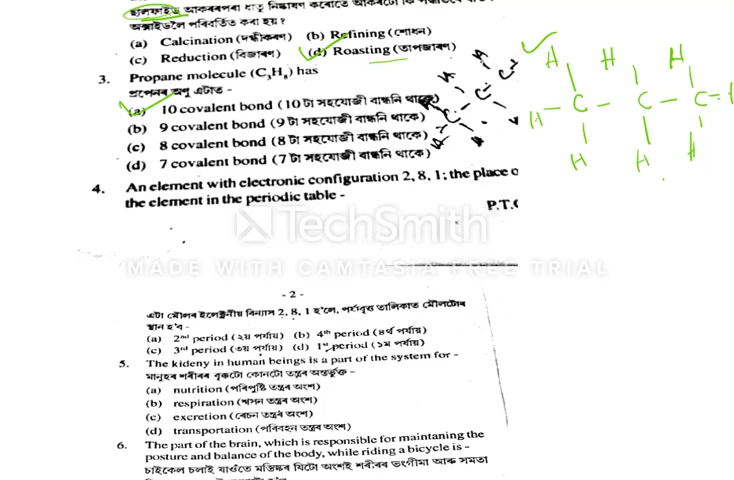 হালফাইড আকৰৰপৰা ধাতু নিষ্কাষণ কৰোতে আকৰটো কি
অক্সাইডলৈ পৰিবৰ্তিত কৰা হয়?
(a) Calcination (দগ্ধীকৰণ) (b) Refining (শোধন)
(c) Reduction (বিজাৰণ) (d) Roasting (তাপজাৰণ)
3. Propane molecule (C₃H₈) has
প্ৰপেনৰ অণু এটাত -
(a) 10 covalent bond (10 টা সহযোজী বান্ধনি থাকে)
(b) 9 covalent bond (9 টা সহযোজী বান্ধনি থাকে)
(c) 8 covalent bond (8 টা সহযোজী বান্ধনি থাকে)
(d) 7 covalent bond (7 টা সহযোজী বান্ধনি থাকে)
H H H
H - C - C - C -
H H H
4. An element with electronic configuration 2, 8, 1; the place o
the element in the periodic table -
P.T.
TechSmith
MADE WITH CAMTASIA FREE TRIAL
- 2 -
এটা মৌলৰ ইলেক্ট্ৰনীয় বিন্যাস 2, 8, 1 হ'লে, পৰ্যাবৃত্ত তালিকাত মৌলটোৰ
স্থান হ'ব -
(a) 2nd period (২য় পৰ্যায়) (b) 4th period (৪ৰ্থ পৰ্যায়)
(c) 3rd period (৩য় পৰ্যায়) (d) 1st period (১ম পৰ্যায়)
5. The kideny in human beings is a part of the system for -
মানুহৰ শৰীৰৰ বৃক্কটো কোনটো তন্ত্ৰৰ অন্তৰ্ভুক্ত -
(a) nutrition (পৰিপুষ্টি তন্ত্ৰৰ অংশ)
(b) respiration (শ্বসন তন্ত্ৰৰ অংশ)
(c) excretion (ৰেচন তন্ত্ৰৰ অংশ)
(d) transportation (পৰিবহন তন্ত্ৰৰ অংশ)
6. The part of the brain, which is responsible for maintaning the
posture and balance of the body, while riding a bicycle is -
চাইকেল চলাই যাওঁতে মস্তিষ্কৰ যিটো অংশই শৰীৰৰ ভংগীমা আৰু সমতা